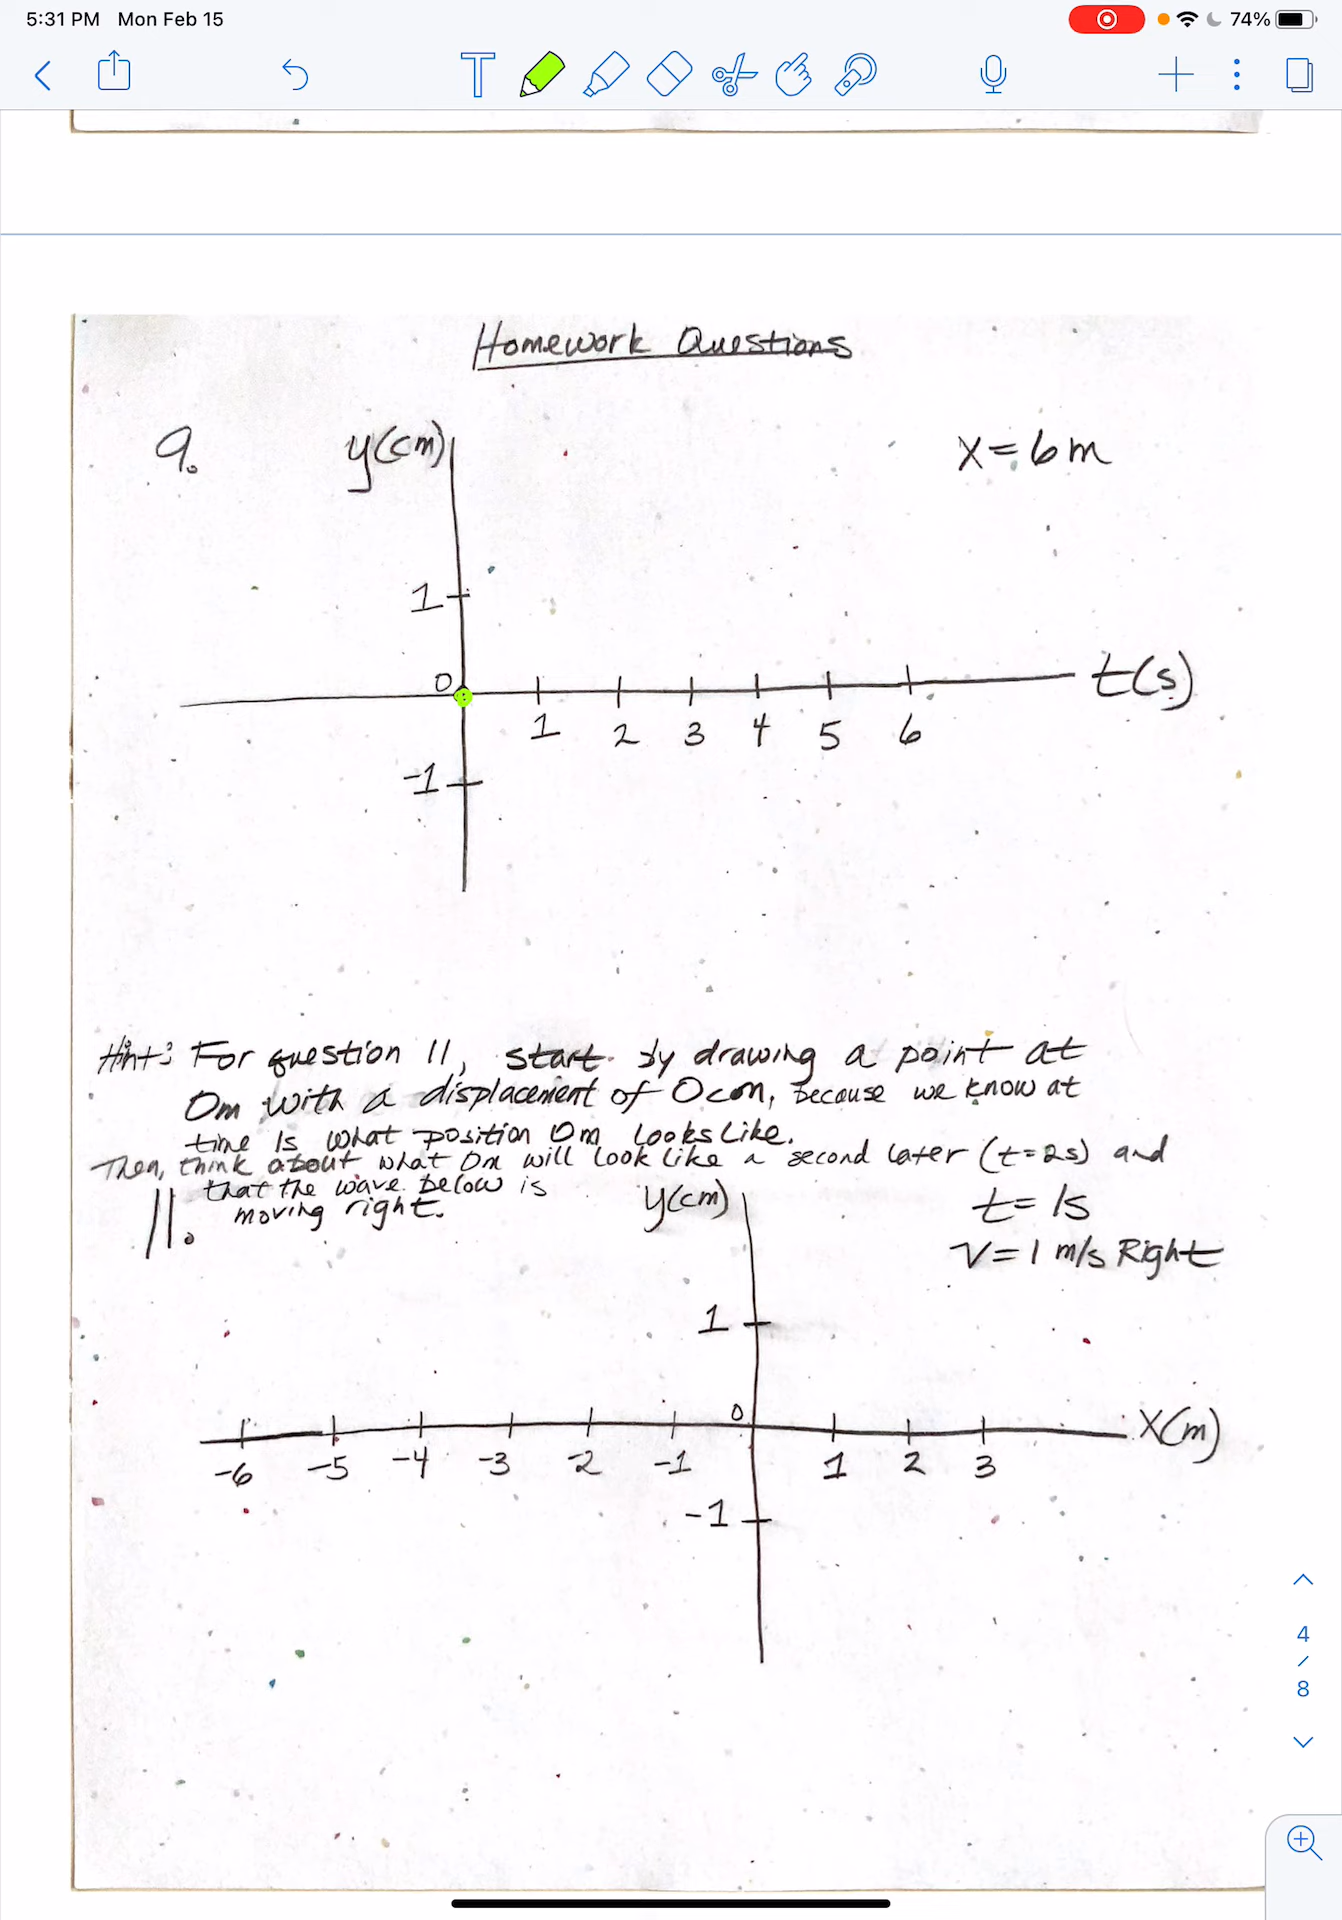 5:31 PM Mon Feb 15
74%
Homework Questions
9.
y(cm)
x=6m
1
0
t(s)
1 2 3 4 5 6
-1
Hint: For question 11, start by drawing a point at
0m with a displacement of 0cm, because we know at
time 1s what position 0m looks like.
Then, think about what 0m will look like a second later (t=2s) and
that the wave below is
moving right.
11.
y(cm)
t=1s
v=1 m/s Right
1
0
x(m)
-6 -5 -4 -3 -2 -1 1 2 3
-1
4
/
8